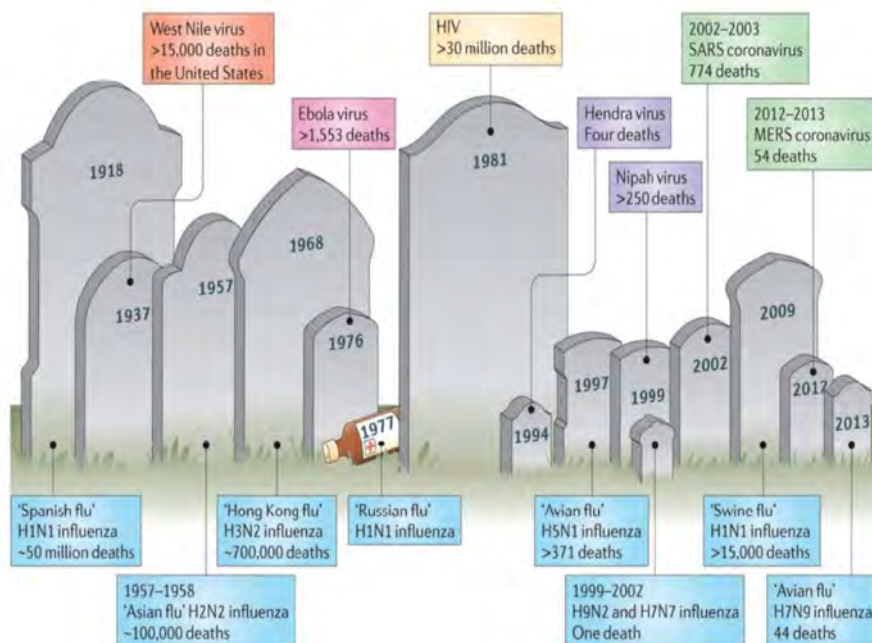 West Nile virus
>15,000 deaths in
the United States
HIV
>30 million deaths
2002–2003
SARS coronavirus
774 deaths
Ebola virus
>1,553 deaths
Hendra virus
Four deaths
2012–2013
MERS coronavirus
54 deaths
Nipah virus
>250 deaths
1918
1937
1957
1968
1976
1977
1981
1994
1997
1999
2002
2009
2012
2013
'Spanish flu'
H1N1 influenza
~50 million deaths
1957–1958
'Asian flu' H2N2 influenza
~100,000 deaths
'Hong Kong flu'
H3N2 influenza
~700,000 deaths
'Russian flu'
H1N1 influenza
'Avian flu'
H5N1 influenza
>371 deaths
1999–2002
H9N2 and H7N7 influenza
One death
'Swine flu'
H1N1 influenza
>15,000 deaths
'Avian flu'
H7N9 influenza
44 deaths